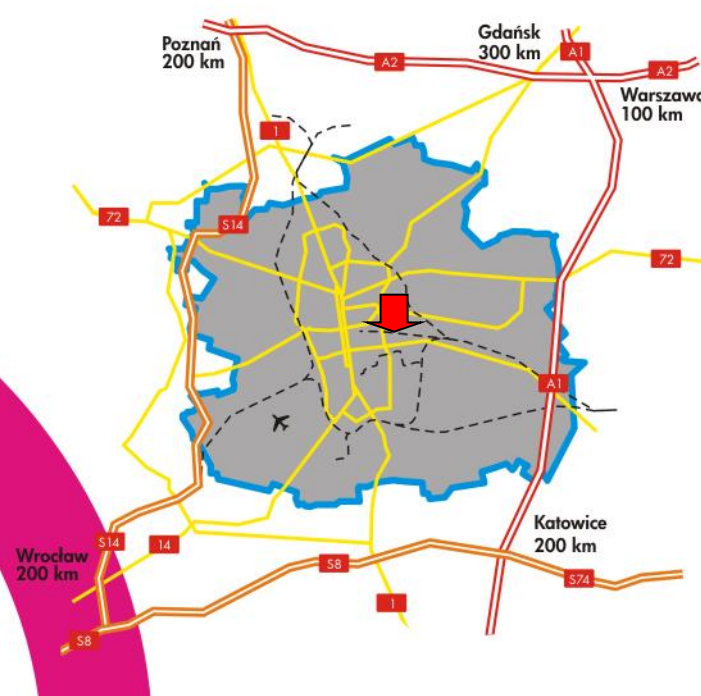 Poznań
200 km
Gdańsk
300 km
A1
A2
A2
Warszawa
100 km
1
72
S14
72
A1
Katowice
200 km
Wrocław
200 km
S14
14
S8
S74
1
S8